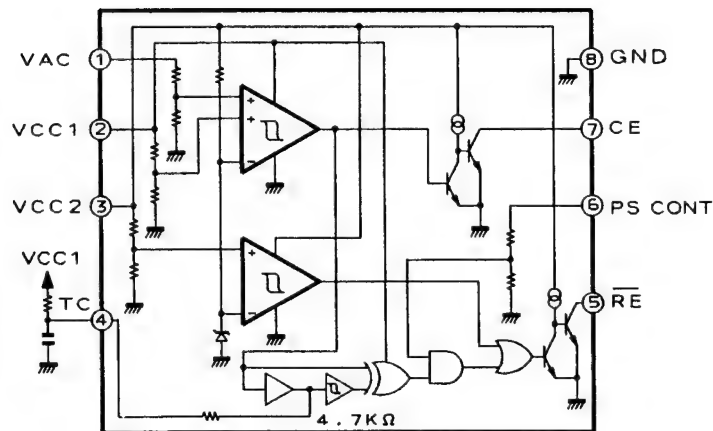 VAC 1
VCC1 2
VCC2 3
VCC1
TC
4
8 GND
7 CE
6 PS CONT
5 RE
+
+
−
+
−
4.7KΩ